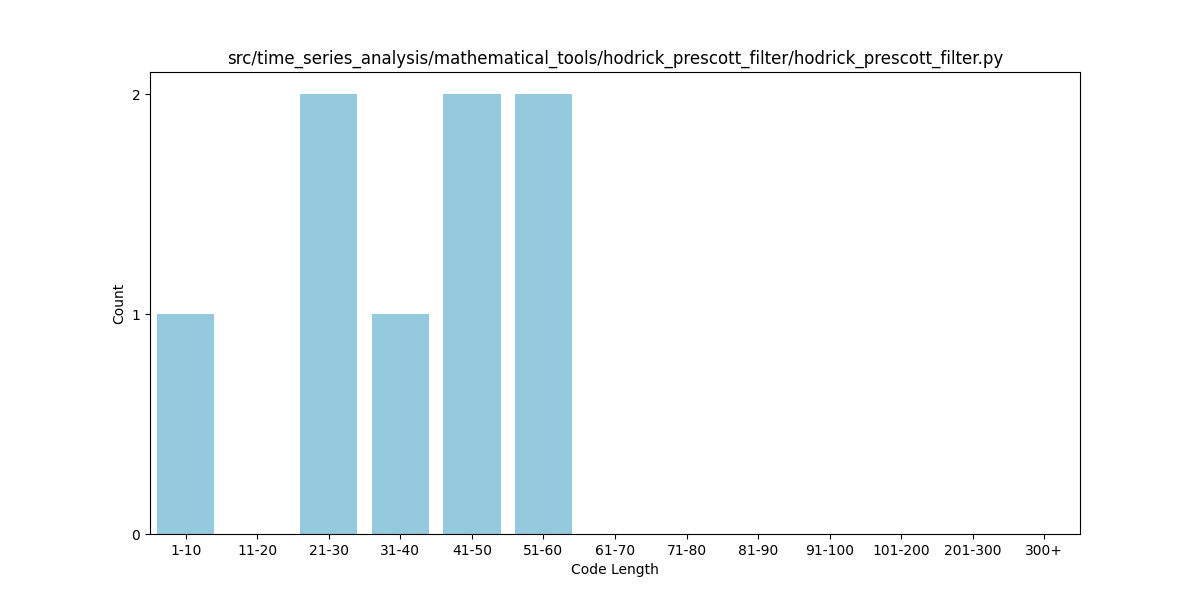 src/time_series_analysis/mathematical_tools/hodrick_prescott_filter/hodrick_prescott_filter.py
2
1
0
Count
1-10 11-20 21-30 31-40 41-50 51-60 61-70 71-80 81-90 91-100 101-200 201-300 300+
Code Length